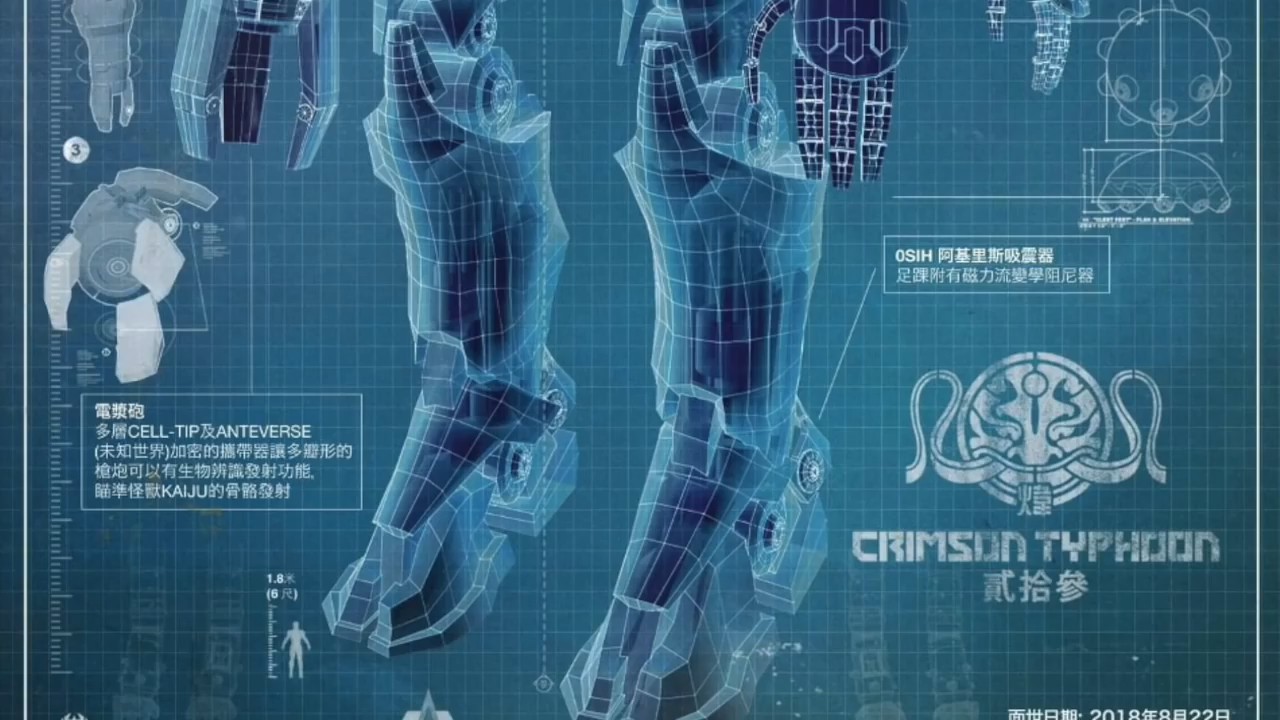 3
0SIH 阿基里斯吸震器
足踝附有磁力流變學阻尼器
電漿砲
多層CELL-TIP及ANTEVERSE
(未知世界)加密的攜帶器讓多瓣形的
槍炮可以有生物辨識發射功能,
瞄準怪獸KAIJU的骨骼發射
煒
CRIMSON TYPHOON
貳拾參
1.8米
(6 尺)
面世日期: 2018年8月22日